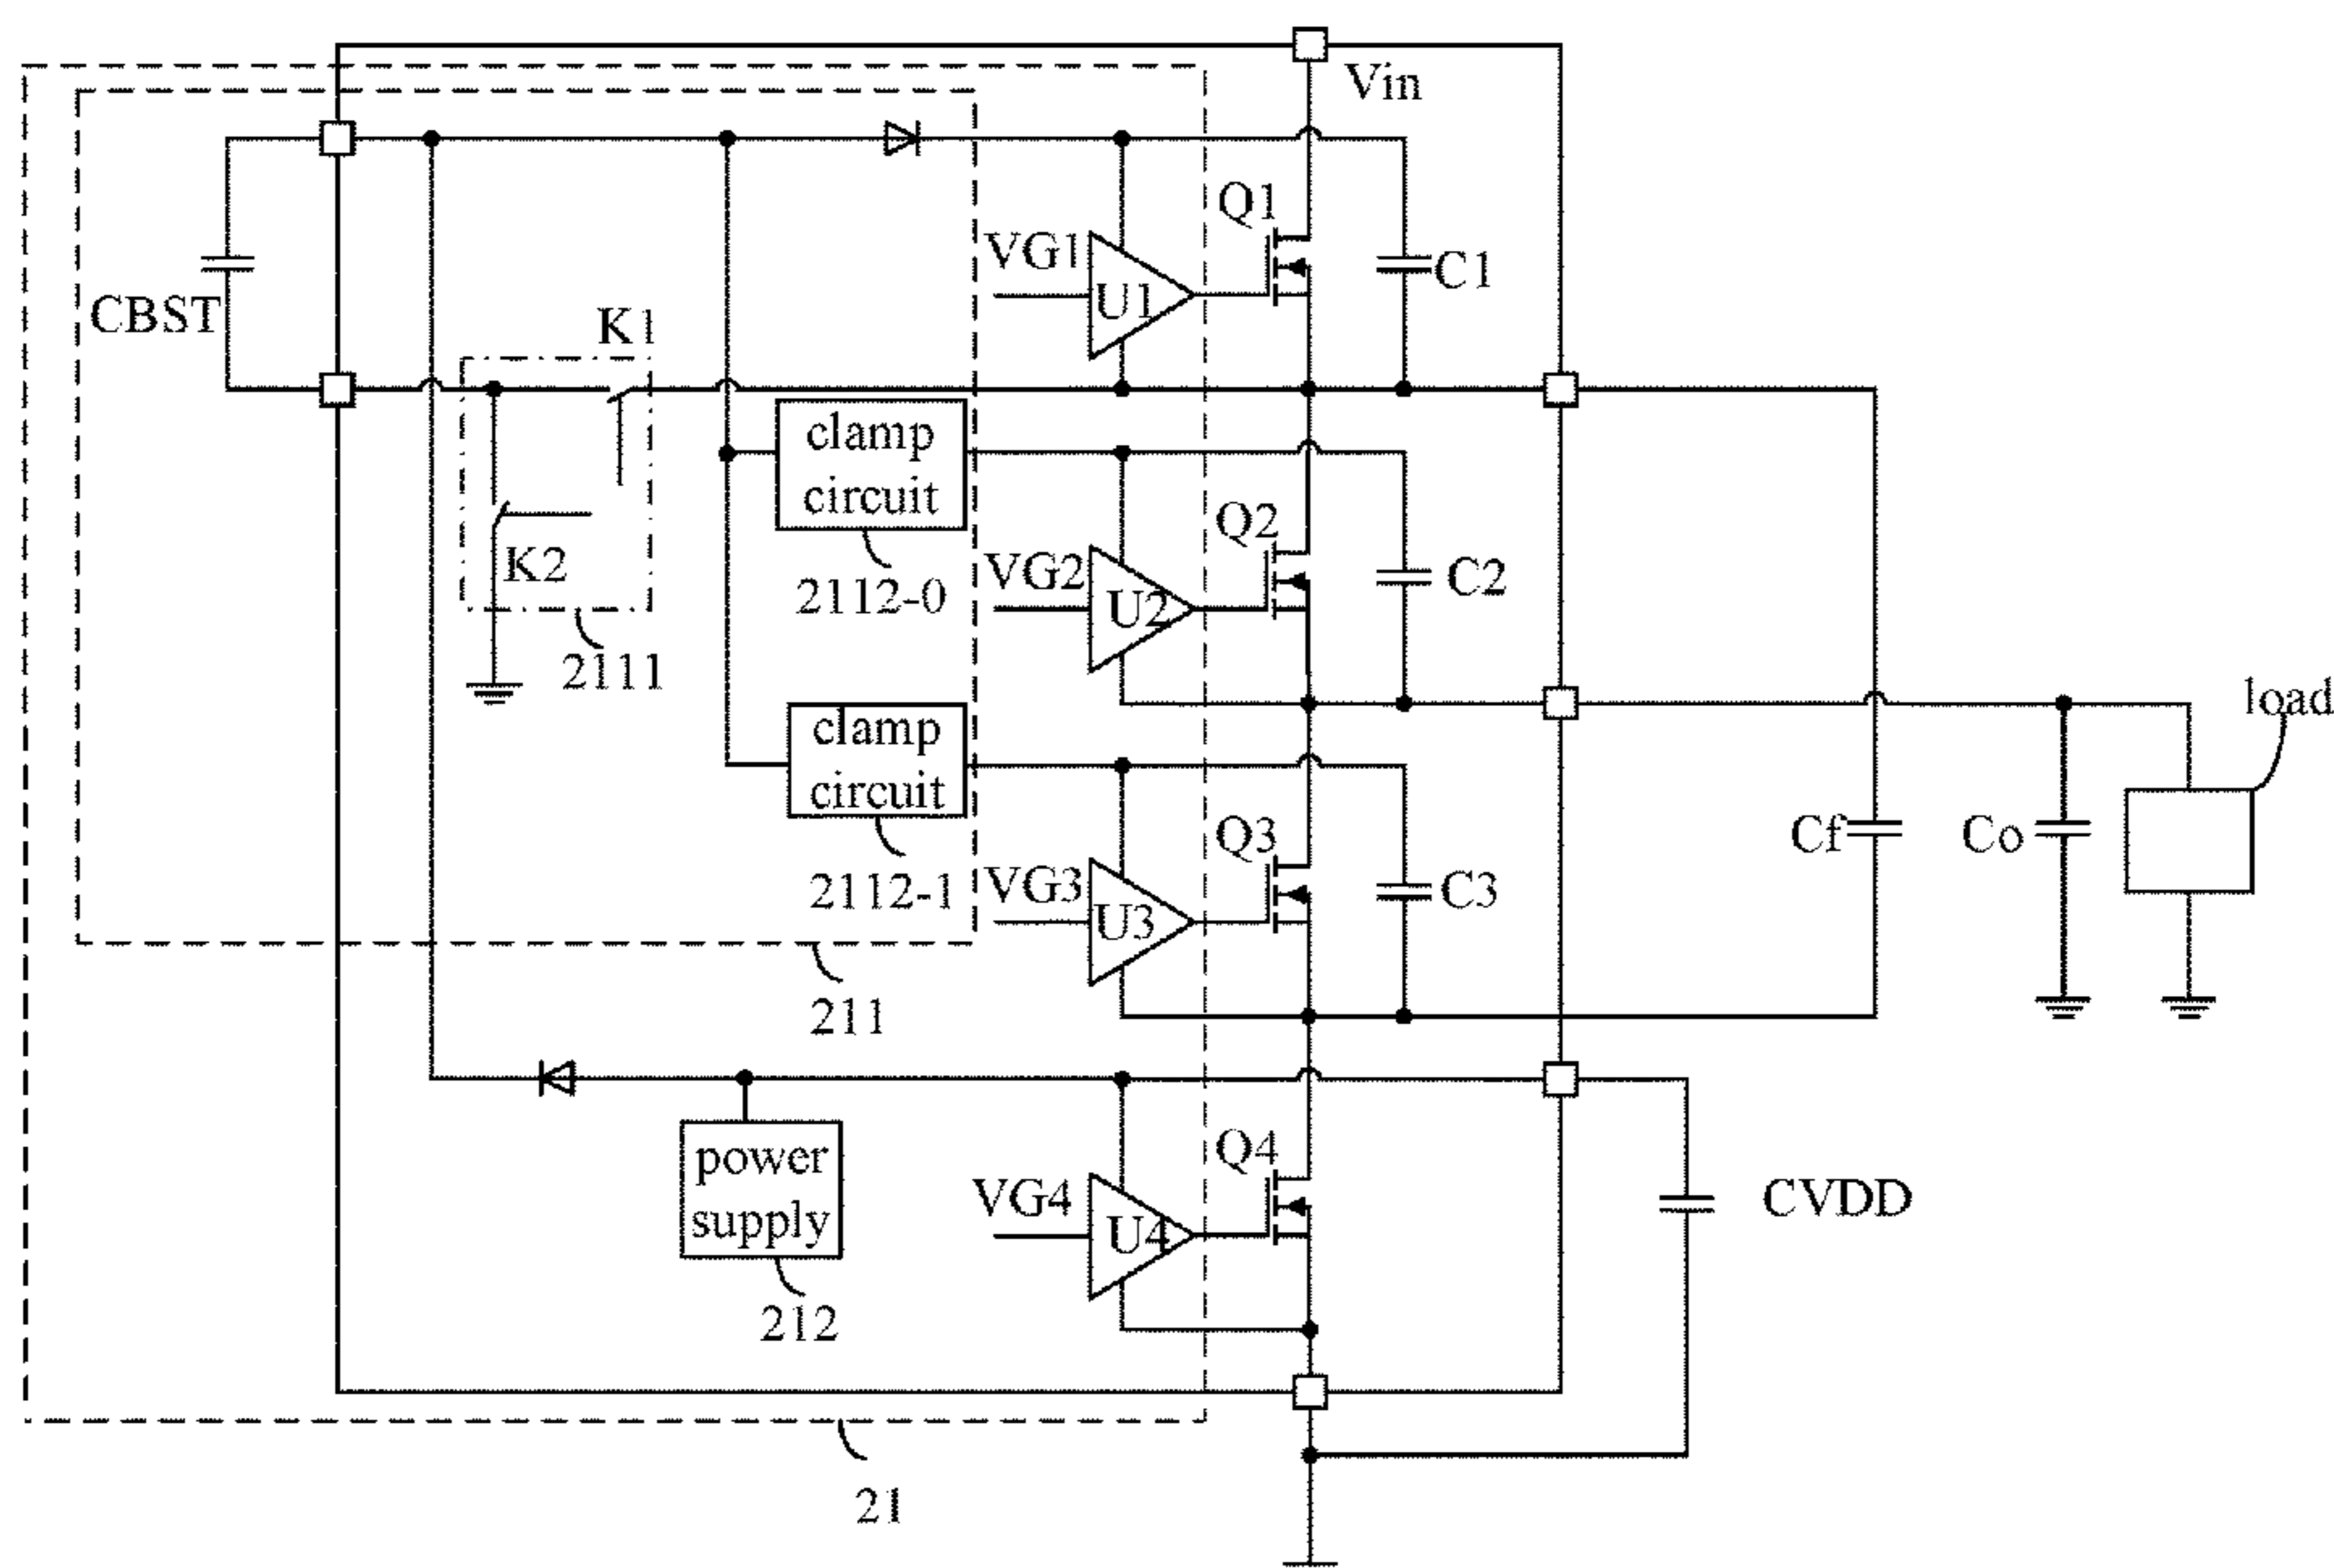 Vin
Q1
VG1
U1
C1
CBST
K1
clamp
circuit
Q2
K2
2112-0
VG2
U2
C2
2111
load
clamp
circuit
Q3
Cf
Co
2112-1
VG3
U3
C3
211
power
supply
Q4
VG4
U4
CVDD
212
21